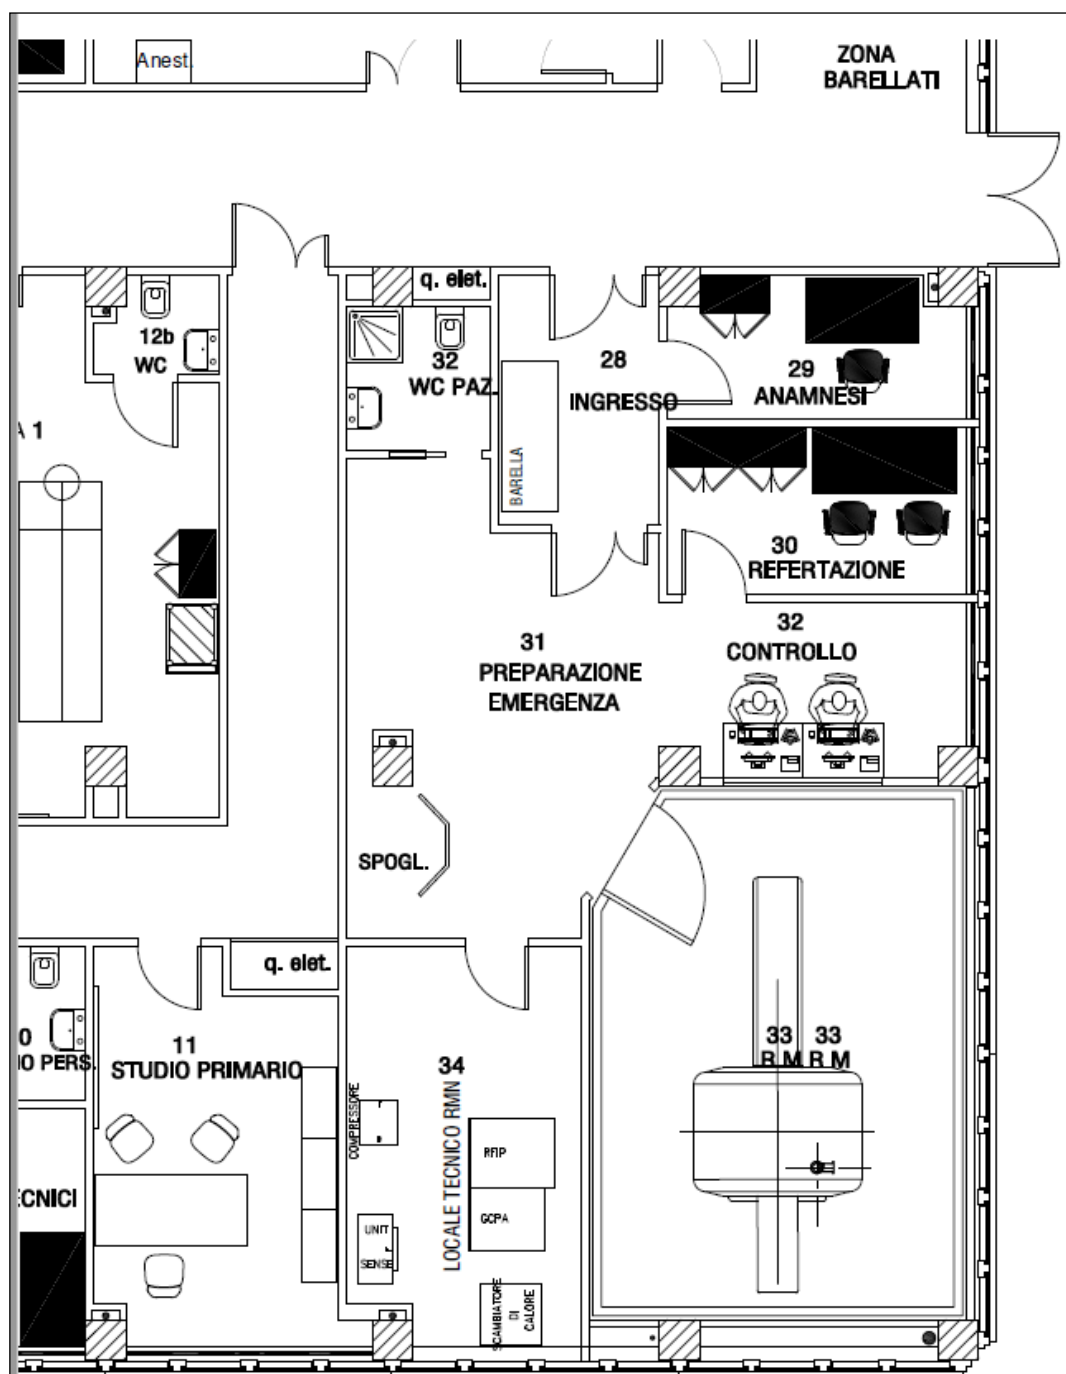 Anest.
ZONA
BARELLATI
q. elet.
12b
WC
32
WC PAZ.
28
INGRESSO
29
ANAMNESI
A 1
BARELLA
30
REFERTAZIONE
31
PREPARAZIONE
EMERGENZA
32
CONTROLLO
SPOGL.
q. elet.
0
IO PERS.
11
STUDIO PRIMARIO
34
LOCALE TECNICO RMN
COMPRESSORE
33 33
R M R M
RFIP
GCPA
UNIT
SENSE
ECNICI
SCAMBIATORE
DI
CALORE